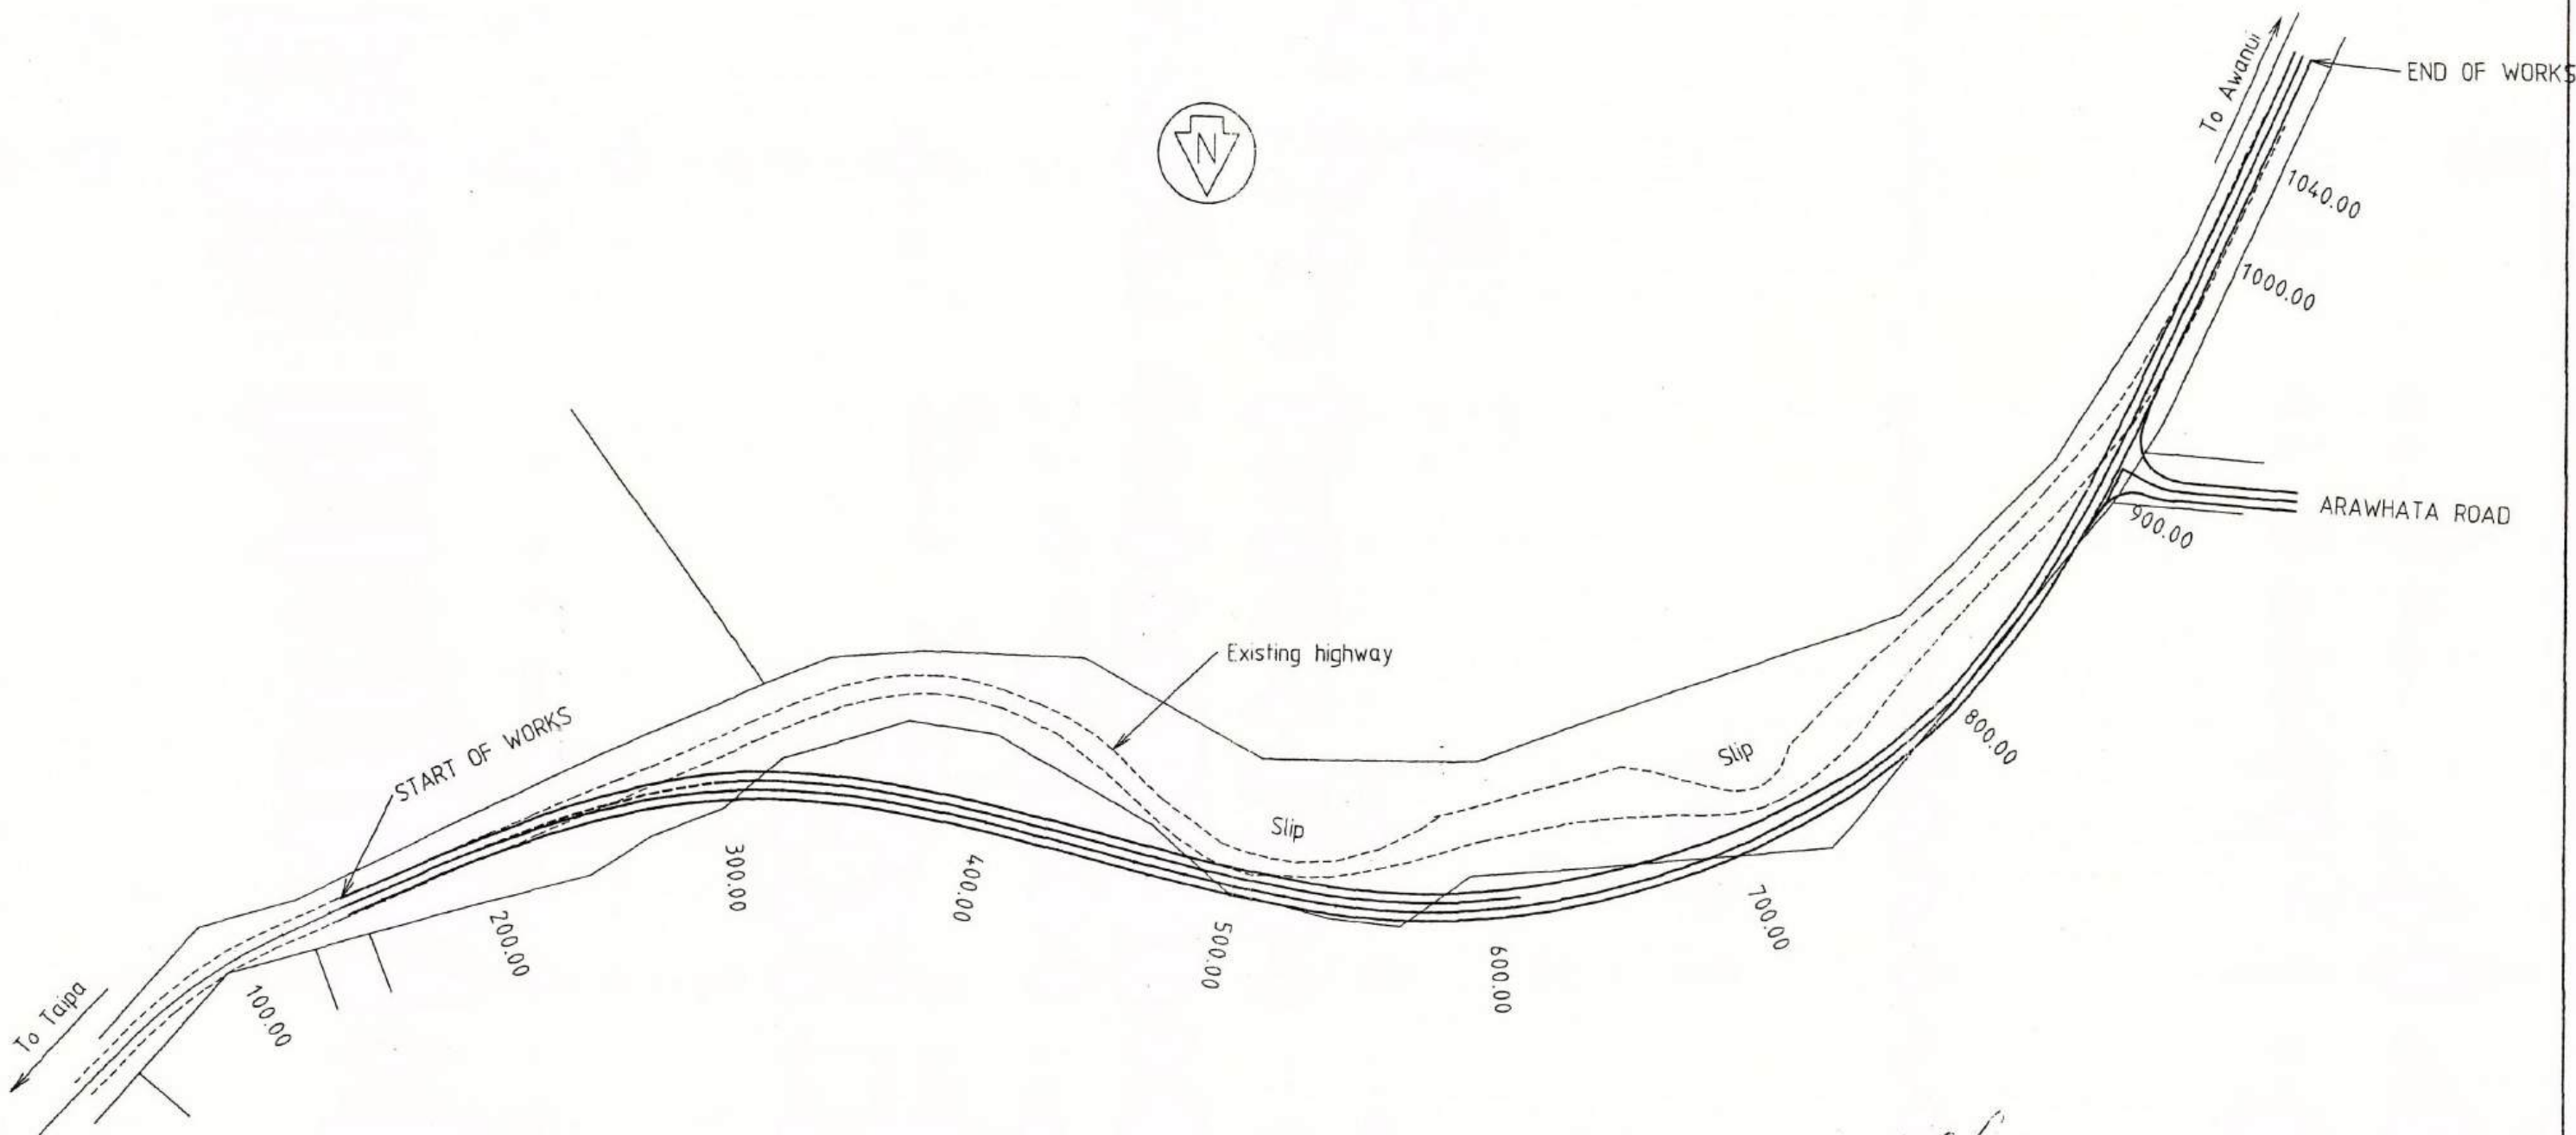 To Awanui
END OF WORKS
N
1040.00
1000.00
ARAWHATA ROAD
900.00
Existing highway
START OF WORKS
Slip
800.00
Slip
300.00
400.00
200.00
500.00
600.00
700.00
To Taipa
100.00